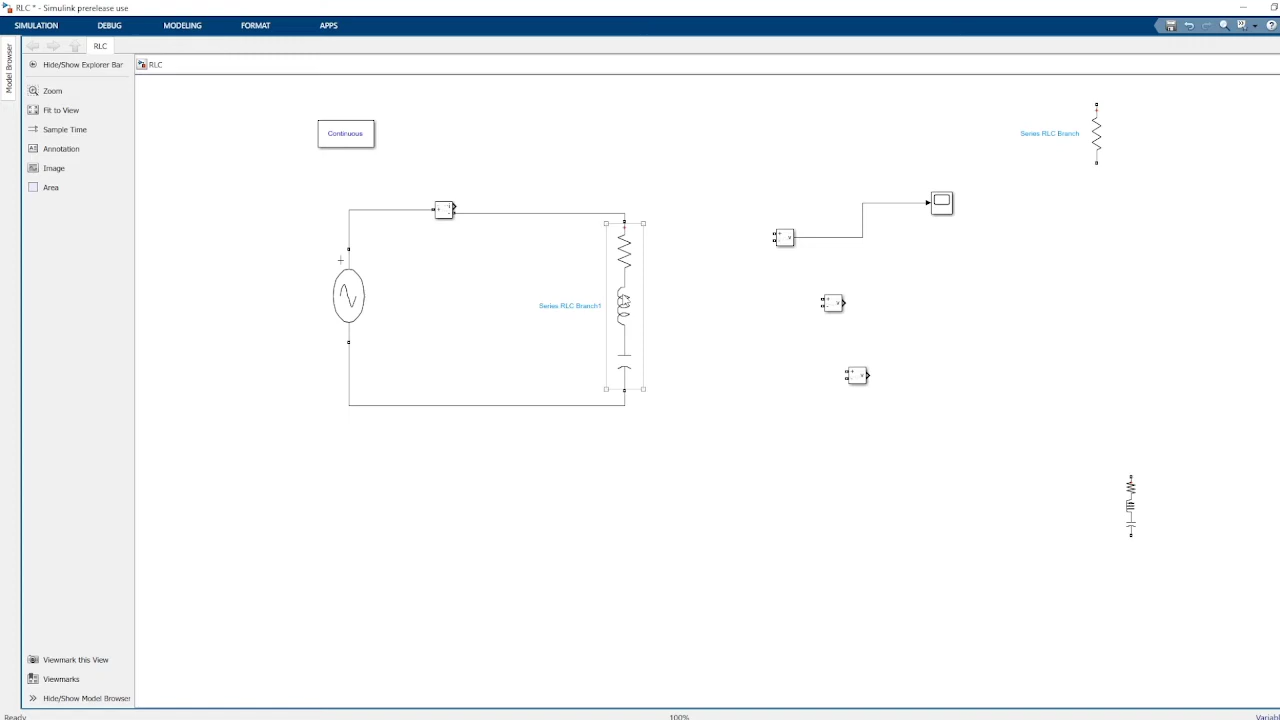 RLC * - Simulink prerelease use
SIMULATION DEBUG MODELING FORMAT APPS
RLC
Model Browser
Hide/Show Explorer Bar
RLC
Zoom
Fit to View
Sample Time
Annotation
Image
Area
Continuous
Series RLC Branch
Series RLC Branch1
Viewmark this View
Viewmarks
Hide/Show Model Browser
Ready 100% Variabl